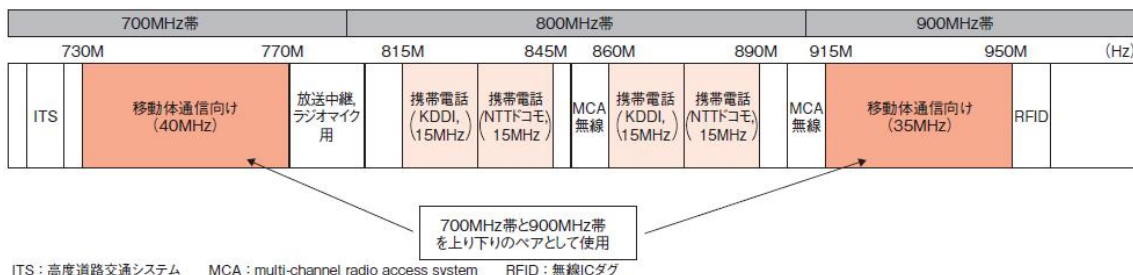 700MHz帯 800MHz帯 900MHz帯
730M 770M 815M 845M 860M 890M 915M 950M (Hz)
ITS
移動体通信向け
(40MHz)
放送中継,
ラジオマイク
用
携帯電話
(KDDI,)
15MHz
携帯電話
(NTTドコモ,)
15MHz
MCA
無線
携帯電話
(KDDI,)
15MHz
携帯電話
(NTTドコモ,)
15MHz
MCA
無線
移動体通信向け
(35MHz)
RFID
700MHz帯と900MHz帯
を上り下りのペアとして使用
ITS:高度道路交通システム MCA:multi-channel radio access system RFID:無線ICダグ